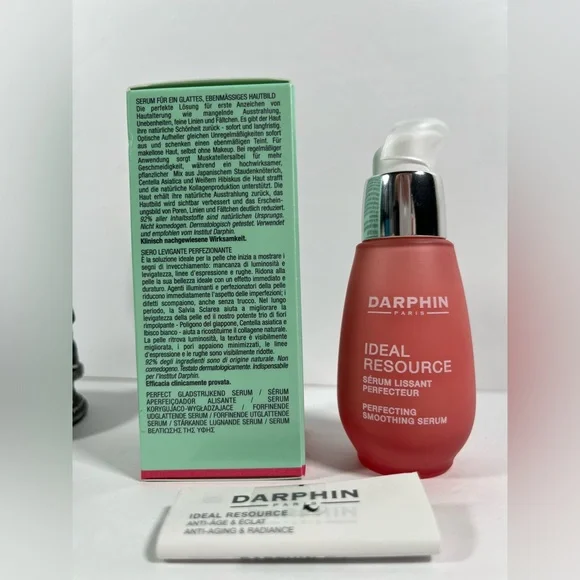 SERUM FÜR EIN GLATTES, EBENMÄSSIGES HAUTBILD
Die perfekte Lösung für erste Anzeichen von
Hautalterung wie mangelnde Ausstrahlung,
Unebenheiten, feine Linien und Fältchen. Es gibt der Haut
ihre natürliche Schönheit zurück - sofort und langfristig.
Optische Aufheller gleichen Unregelmäßigkeiten sofort
aus und schenken einen ebenmäßigen Teint. Für
makellose Haut, selbst ohne Makeup. Bei regelmäßiger
Anwendung sorgt Muskatellersalbei für mehr
Geschmeidigkeit, während ein hochwirksamer,
pflanzlicher Mix aus Japanischem Staudenknöterich,
Centella Asiatica und Weißem Hibiskus die Haut strafft
und die natürliche Kollagenproduktion unterstützt. Die
Haut erhält ihre natürliche Ausstrahlung zurück, das
Hautbild wird sichtbar verbessert und das Erschein-
ungsbild von Poren, Linien und Fältchen deutlich reduziert.
92% aller Inhaltsstoffe sind natürlichen Ursprungs.
Nicht komedogen. Dermatologisch getestet. Verwendet
und empfohlen vom Institut Darphin.
Klinisch nachgewiesene Wirksamkeit.
SIERO LEVIGANTE PERFEZIONANTE
È la soluzione ideale per la pelle che inizia a mostrare i
segni di invecchiamento: mancanza di luminosità e
levigatezza, linee d'espressione e rughe. Ridona alla
pelle la sua bellezza ideale con un effetto immediato e
duraturo. Agenti illuminanti e perfezionatori della pelle
riducono immediatamente l'aspetto delle imperfezioni; i
difetti scompaiono, anche senza trucco. Nel lungo
periodo, la Salvia Sclarea aiuta a migliorare la
levigatezza della pelle ed il nostro potente trio di fiori
rimpolpante - Poligono del giappone, Centella asiatica e
Ibisco bianco - aiuta a ricostituirne il collagene naturale.
La pelle ritrova luminosità, la texture è visibilmente
migliorata, i pori appaiono minimizzati, le linee
d'espressione e le rughe sono visibilmente ridotte.
92% degli ingredienti sono di origine naturale. Non
comedogeno. Testato dermatologicamente. Indispensabile
per l'Institut Darphin.
Efficacia clinicamente provata.
PERFECT GLADSTRIJKEND SERUM / SÉRUM
APERFEIÇOADOR ALISANTE / SERUM
KORYGUJĄCO-WYGŁADZAJĄCE / FORFINENDE
UDGLATTENDE SERUM / FORFINANDE UTGLATTENDE
SERUM / STÄRKANDE LUGNANDE SERUM / SERUM
ΒΕΛΤΙΩΣΗΣ ΤΗΣ ΥΦΗΣ
DARPHIN
PARIS
IDEAL
RESOURCE
SÉRUM LISSANT
PERFECTEUR
PERFECTING
SMOOTHING SERUM
DARPHIN
PARIS
IDEAL RESOURCE
ANTI-ÂGE & ÉCLAT
ANTI-AGING & RADIANCE